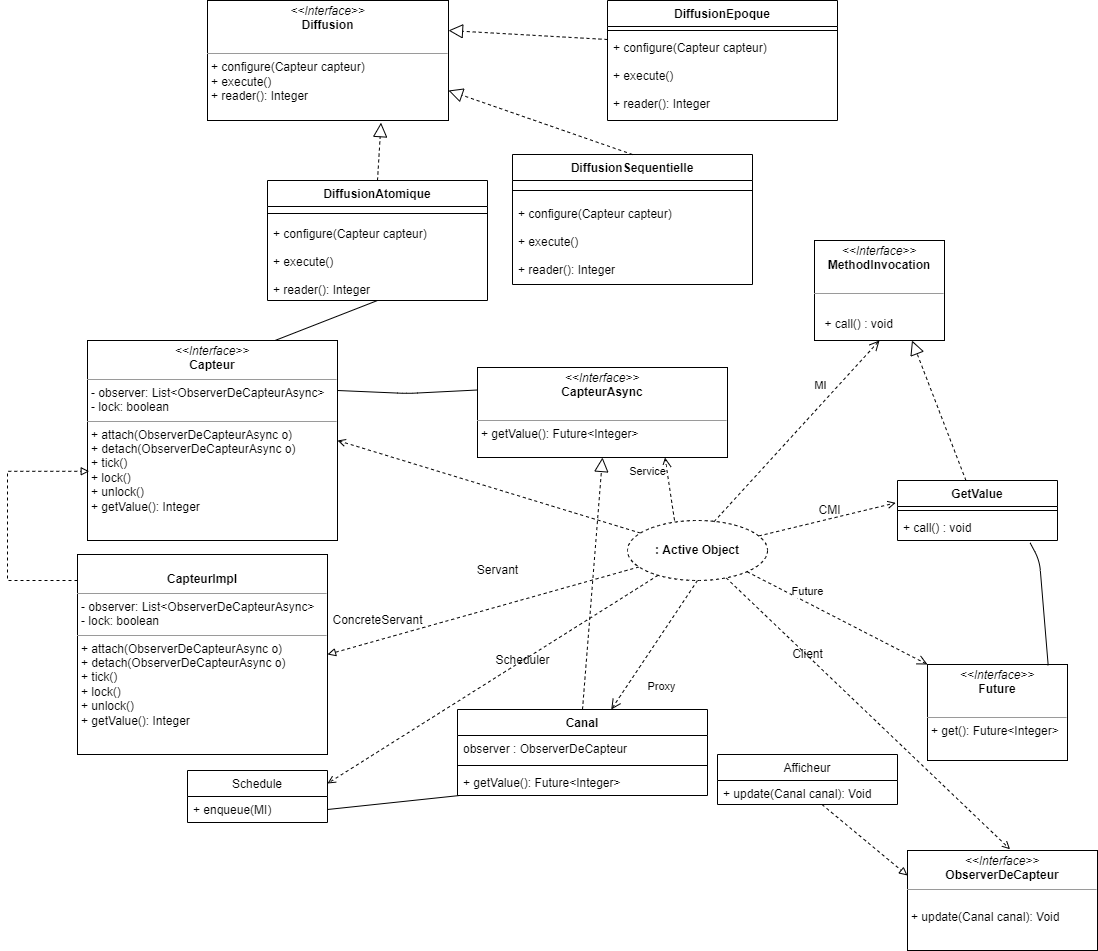 <<Interface>>
Diffusion
+ configure(Capteur capteur)
+ execute()
+ reader(): Integer
DiffusionEpoque
+ configure(Capteur capteur)
+ execute()
+ reader(): Integer
DiffusionSequentielle
+ configure(Capteur capteur)
+ execute()
+ reader(): Integer
DiffusionAtomique
+ configure(Capteur capteur)
+ execute()
+ reader(): Integer
<<Interface>>
MethodInvocation
+ call() : void
<<Interface>>
Capteur
- observer: List<ObserverDeCapteurAsync>
- lock: boolean
+ attach(ObserverDeCapteurAsync o)
+ detach(ObserverDeCapteurAsync o)
+ tick()
+ lock()
+ unlock()
+ getValue(): Integer
<<Interface>>
CapteurAsync
+ getValue(): Future<Integer>
MI
Service
CMI
GetValue
+ call() : void
: Active Object
Servant
Future
CapteurImpl
- observer: List<ObserverDeCapteurAsync>
- lock: boolean
+ attach(ObserverDeCapteurAsync o)
+ detach(ObserverDeCapteurAsync o)
+ tick()
+ lock()
+ unlock()
+ getValue(): Integer
ConcreteServant
Scheduler
Client
Proxy
<<Interface>>
Future
+ get(): Future<Integer>
Canal
observer : ObserverDeCapteur
+ getValue(): Future<Integer>
Schedule
+ enqueue(MI)
Afficheur
+ update(Canal canal): Void
<<Interface>>
ObserverDeCapteur
+ update(Canal canal): Void